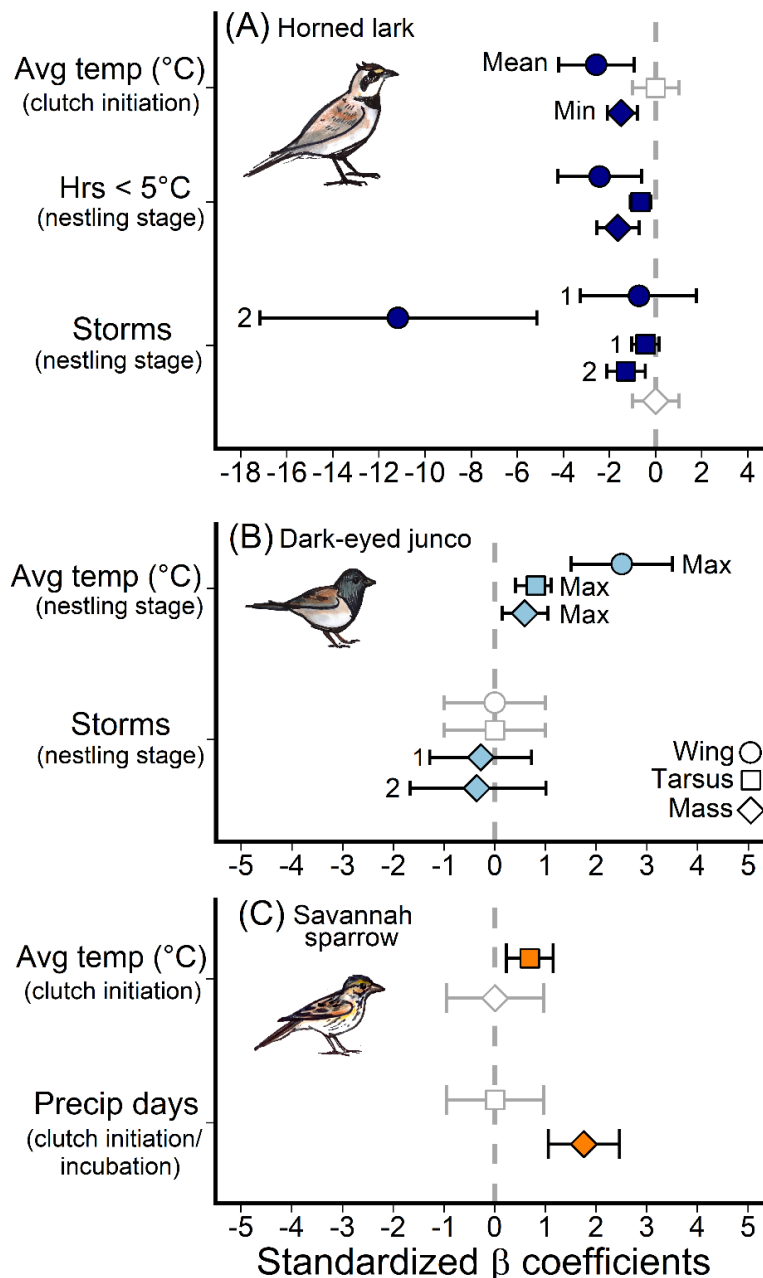 (A) Horned lark
Avg temp (°C)
(clutch initiation)
Mean
Min
Hrs < 5°C
(nestling stage)
Storms
(nestling stage)
1
2
1
2
-18 -16 -14 -12 -10 -8 -6 -4 -2 0 2 4
(B) Dark-eyed junco
Avg temp (°C)
(nestling stage)
Max
Max
Max
Storms
(nestling stage)
1
2
Wing
Tarsus
Mass
-5 -4 -3 -2 -1 0 1 2 3 4 5
(C) Savannah
sparrow
Avg temp (°C)
(clutch initiation)
Precip days
(clutch initiation/
incubation)
-5 -4 -3 -2 -1 0 1 2 3 4 5
Standardized β coefficients